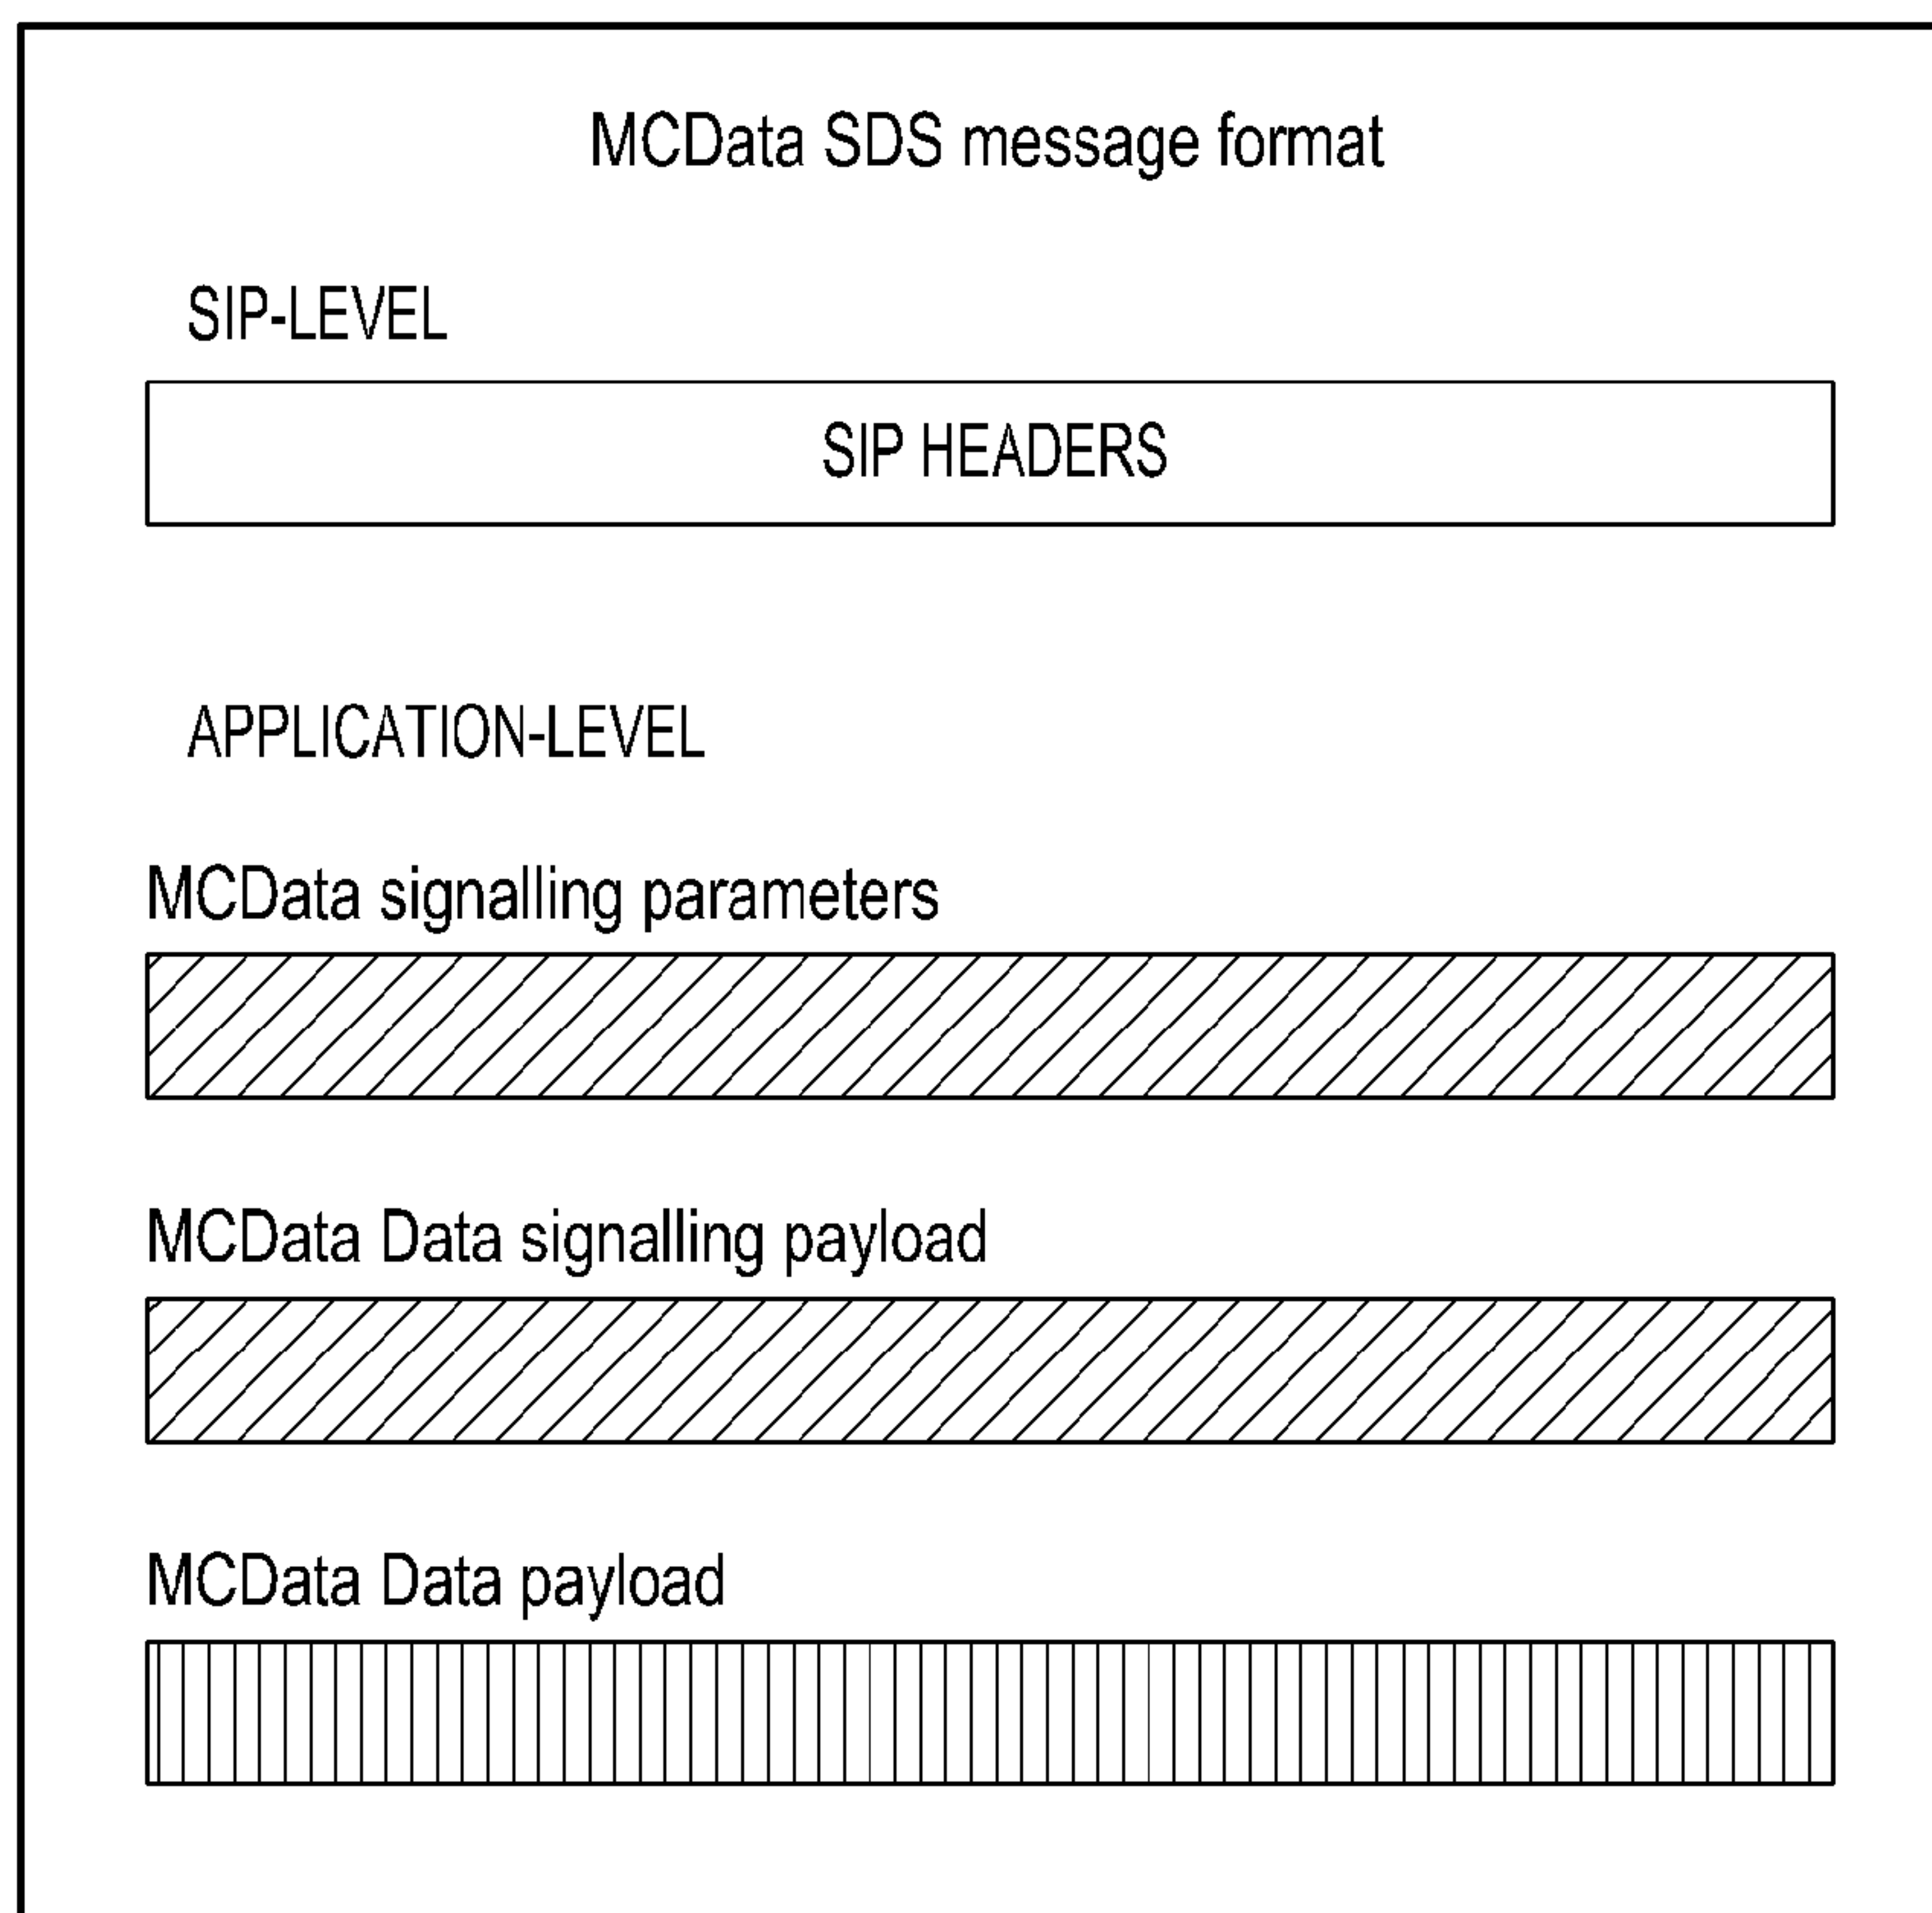 MCData SDS message format
SIP-LEVEL
SIP HEADERS
APPLICATION-LEVEL
MCData signalling parameters
MCData Data signalling payload
MCData Data payload